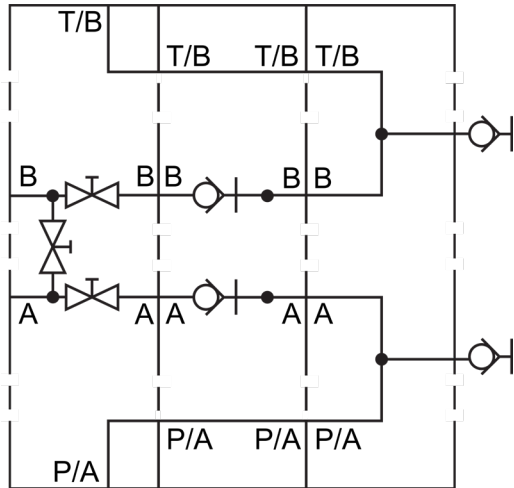 T/B
T/B T/B T/B
B B B B B
A A A A A
P/A P/A P/A
P/A